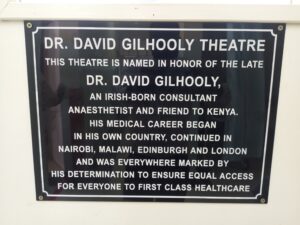 DR. DAVID GILHOOLY THEATRE
THIS THEATRE IS NAMED IN HONOR OF THE LATE
DR. DAVID GILHOOLY,
AN IRISH-BORN CONSULTANT
ANAESTHETIST AND FRIEND TO KENYA.
HIS MEDICAL CAREER BEGAN
IN HIS OWN COUNTRY, CONTINUED IN
NAIROBI, MALAWI, EDINBURGH AND LONDON
AND WAS EVERYWHERE MARKED BY
HIS DETERMINATION TO ENSURE EQUAL ACCESS
FOR EVERYONE TO FIRST CLASS HEALTHCARE